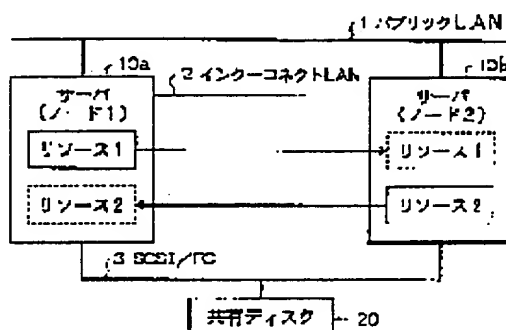 1 パブリックLAN
10a
2 インターコネクトLAN
10b
サーバ
(ノード1)
サーバ
(ノード2)
リソース1
リソース1
リソース2
リソース2
3 SCSI/FC
共有ディスク
20